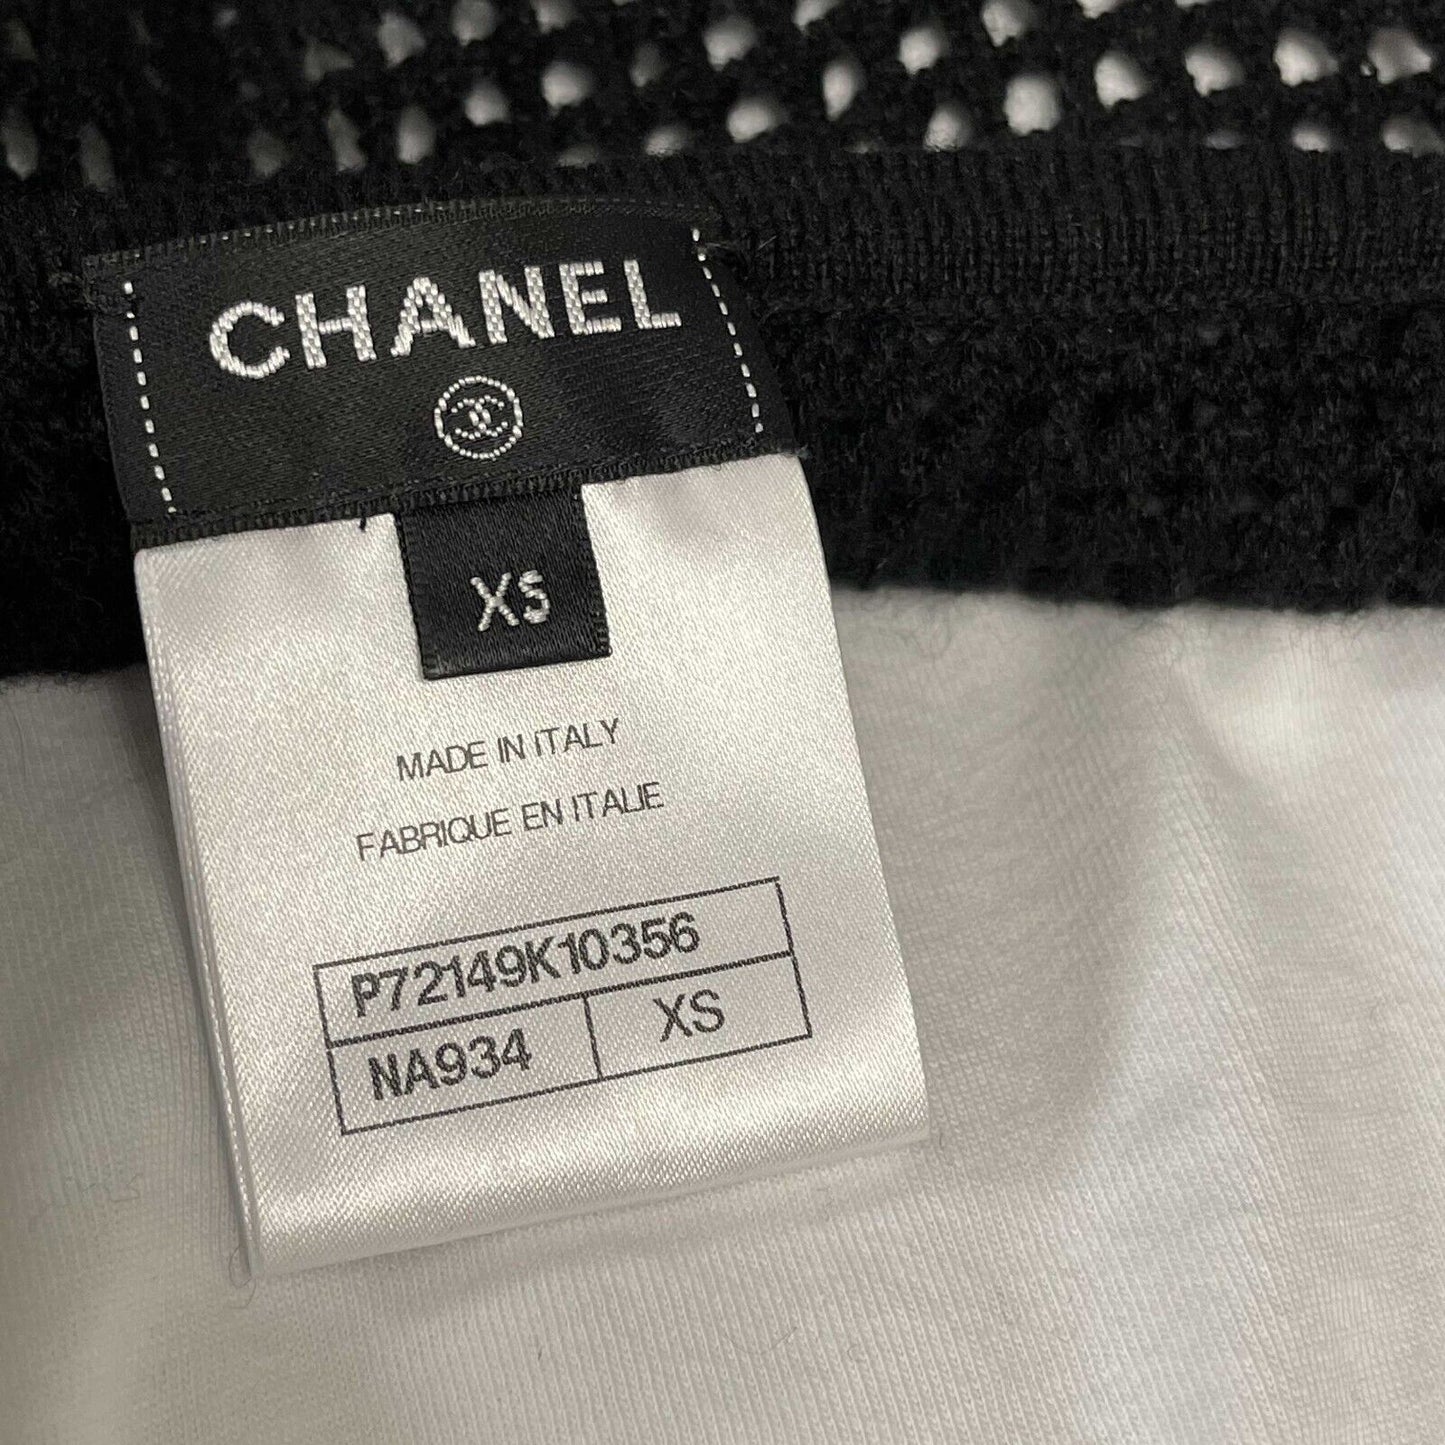 CHANEL
XS
MADE IN ITALY
FABRIQUE EN ITALIE
P72149K10356
NA934 XS